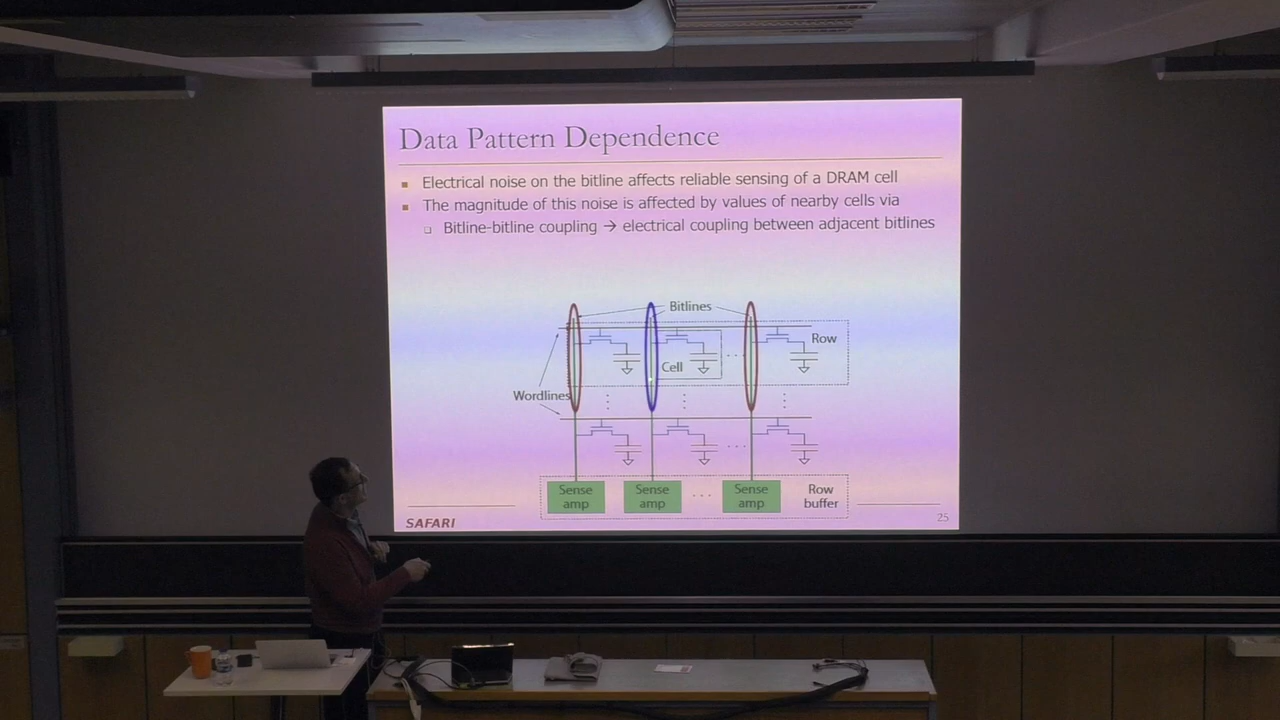 Data Pattern Dependence
Electrical noise on the bitline affects reliable sensing of a DRAM cell
The magnitude of this noise is affected by values of nearby cells via
Bitline-bitline coupling → electrical coupling between adjacent bitlines
Bitlines
Row
Cell
Wordlines
Sense amp
Sense amp
Sense amp
Row buffer
SAFARI
25